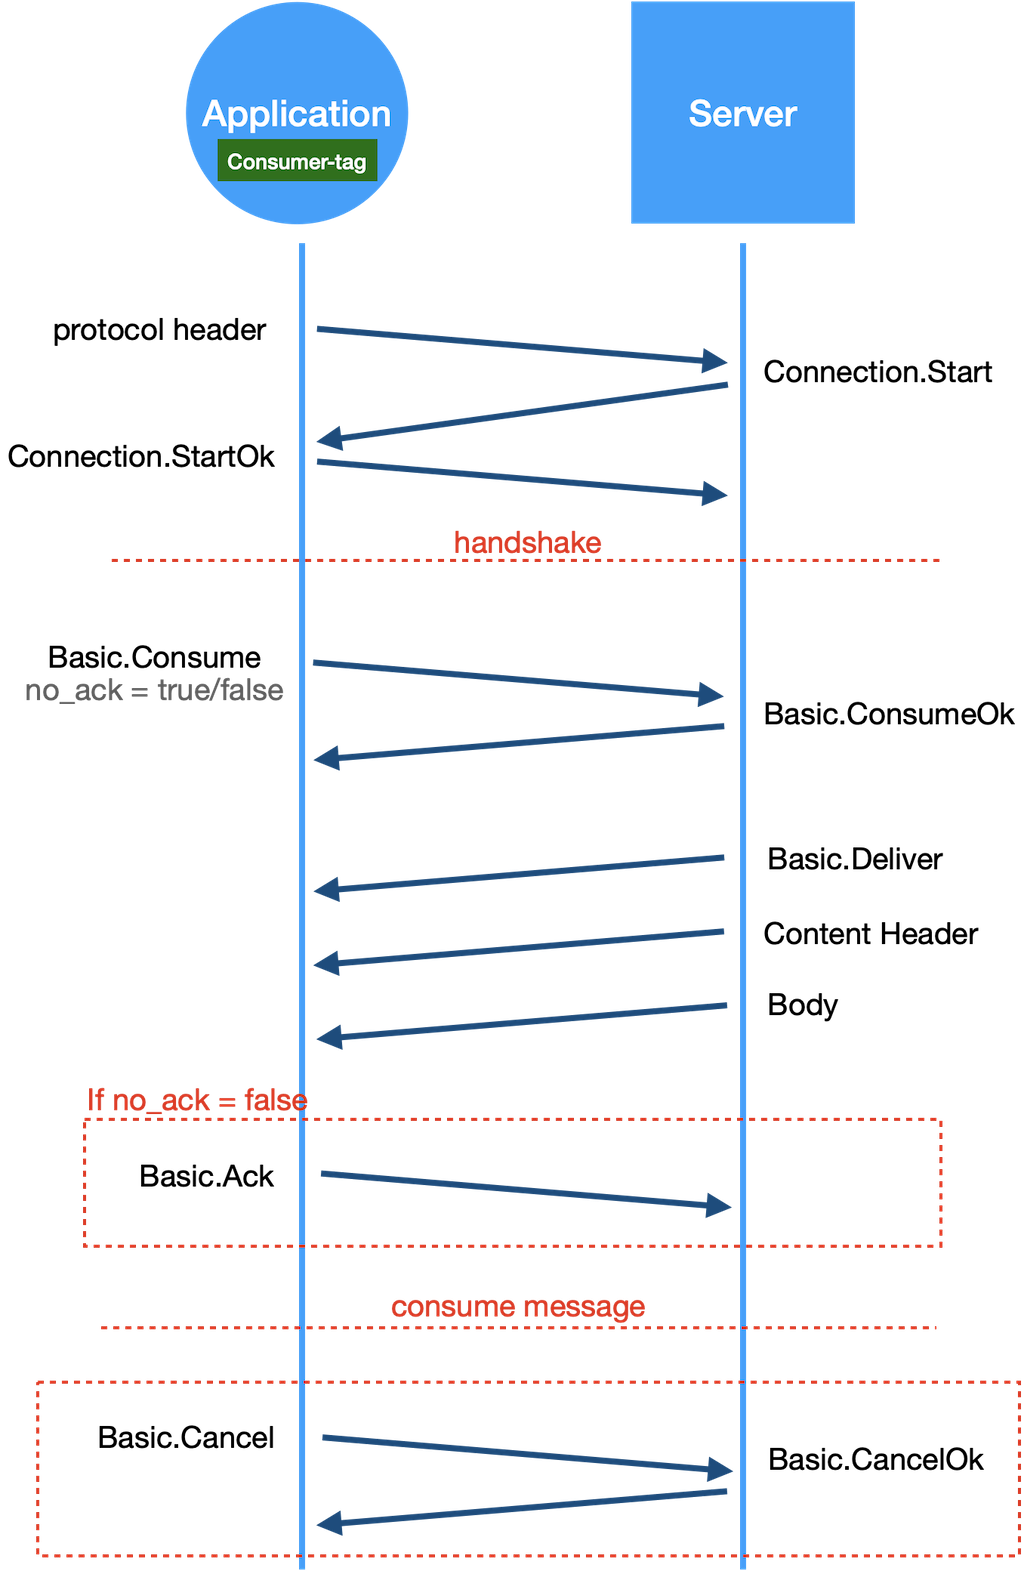 Application
Consumer-tag
Server
protocol header
Connection.Start
Connection.StartOk
handshake
Basic.Consume
no_ack = true/false
Basic.ConsumeOk
Basic.Deliver
Content Header
Body
If no_ack = false
Basic.Ack
consume message
Basic.Cancel
Basic.CancelOk